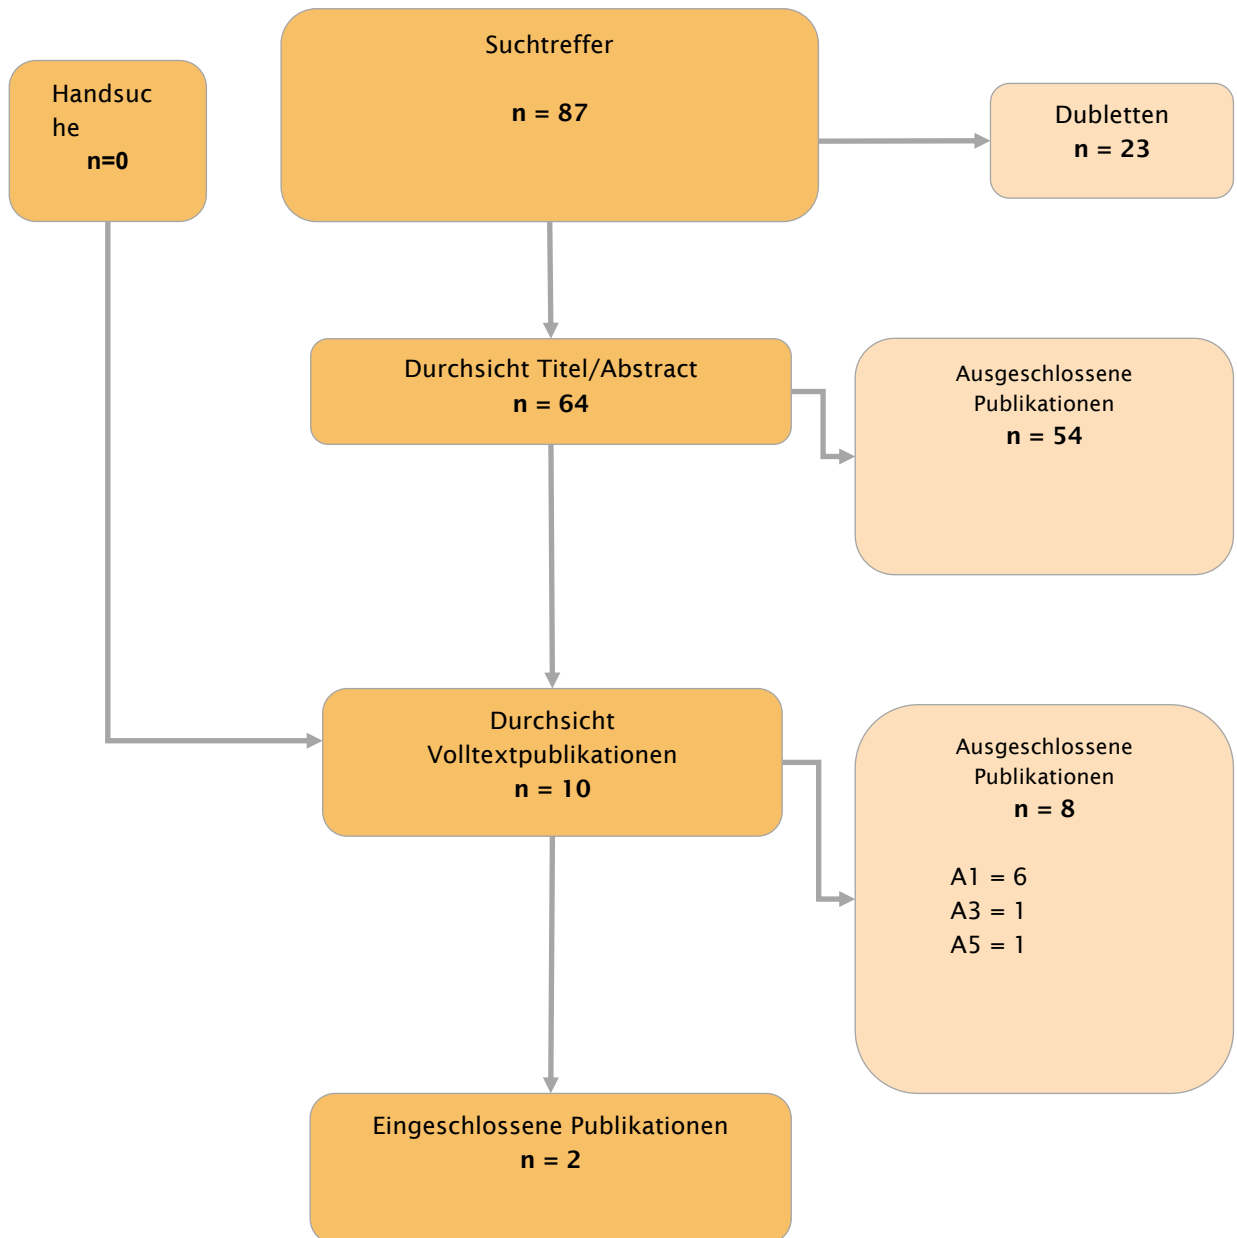 Suchtreffer
n = 87
Handsuc
he
n=0
Dubletten
n = 23
Durchsicht Titel/Abstract
n = 64
Ausgeschlossene
Publikationen
n = 54
Durchsicht
Volltextpublikationen
n = 10
Ausgeschlossene
Publikationen
n = 8
A1 = 6
A3 = 1
A5 = 1
Eingeschlossene Publikationen
n = 2